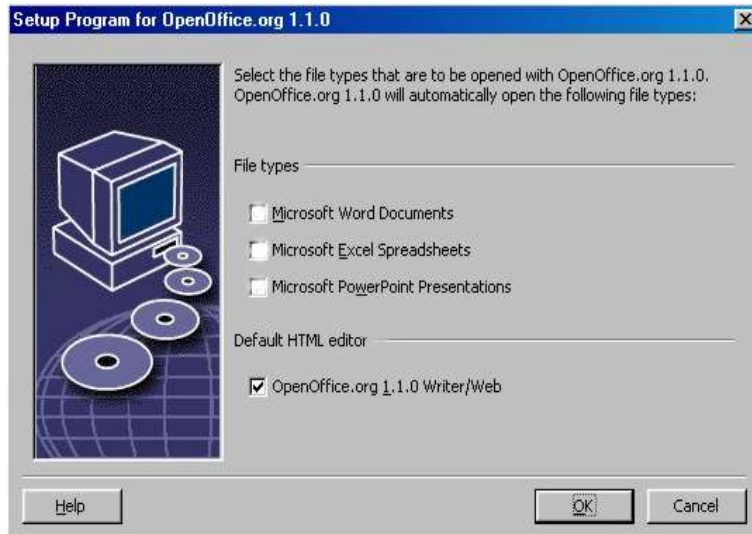 Setup Program for OpenOffice.org 1.1.0
Select the file types that are to be opened with OpenOffice.org 1.1.0.
OpenOffice.org 1.1.0 will automatically open the following file types:
File types
Microsoft Word Documents
Microsoft Excel Spreadsheets
Microsoft PowerPoint Presentations
Default HTML editor
OpenOffice.org 1.1.0 Writer/Web
Help
OK
Cancel